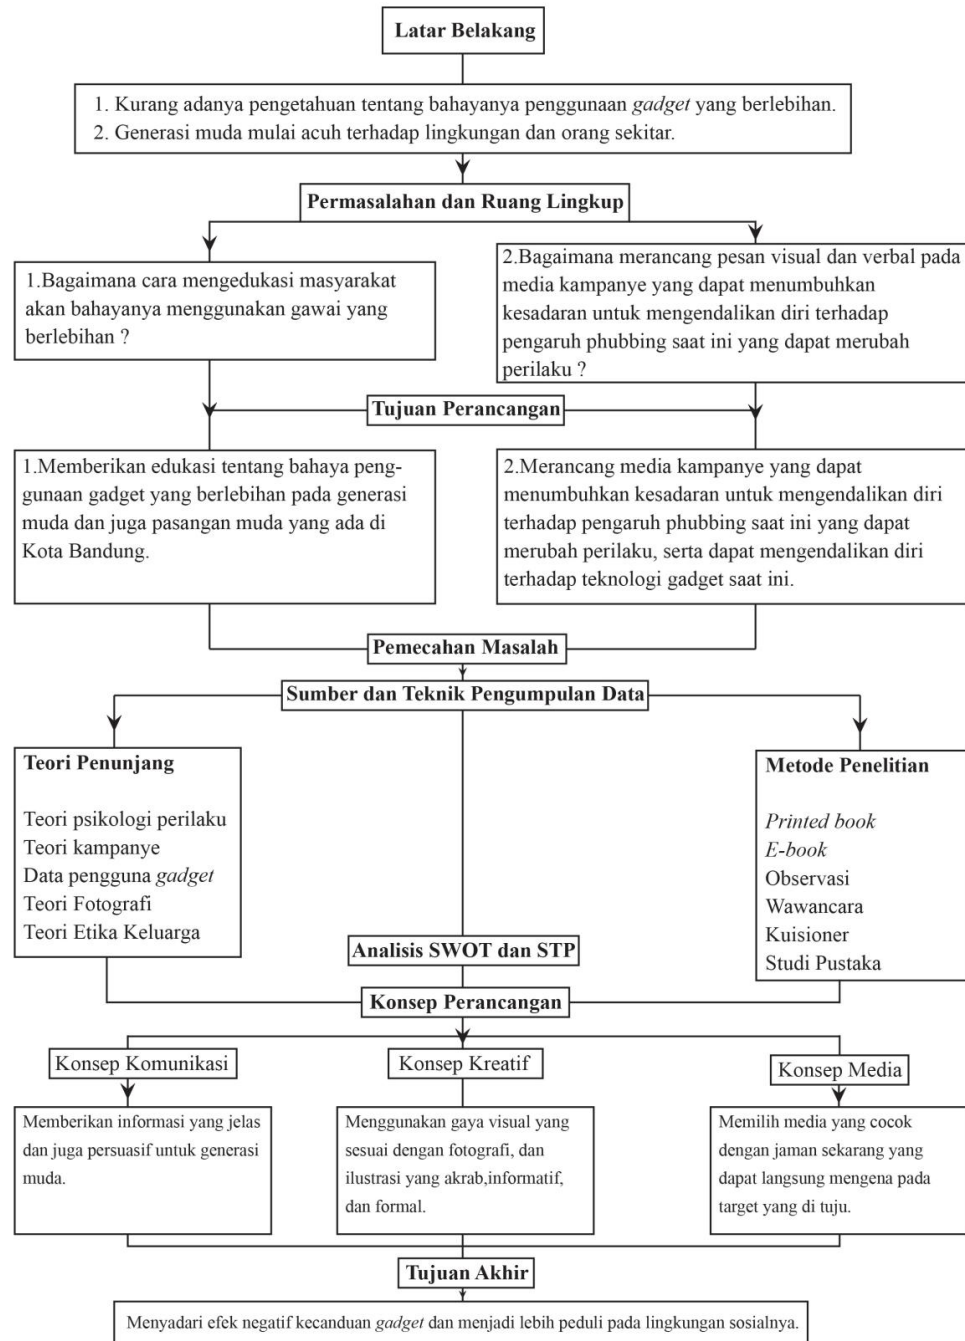 Latar Belakang
1. Kurang adanya pengetahuan tentang bahayanya penggunaan gadget yang berlebihan.
2. Generasi muda mulai acuh terhadap lingkungan dan orang sekitar.
Permasalahan dan Ruang Lingkup
1.Bagaimana cara mengedukasi masyarakat
akan bahayanya menggunakan gawai yang
berlebihan ?
2.Bagaimana merancang pesan visual dan verbal pada
media kampanye yang dapat menumbuhkan
kesadaran untuk mengendalikan diri terhadap
pengaruh phubbing saat ini yang dapat merubah
perilaku ?
Tujuan Perancangan
1.Memberikan edukasi tentang bahaya peng-
gunaan gadget yang berlebihan pada generasi
muda dan juga pasangan muda yang ada di
Kota Bandung.
2.Merancang media kampanye yang dapat
menumbuhkan kesadaran untuk mengendalikan diri
terhadap pengaruh phubbing saat ini yang dapat
merubah perilaku, serta dapat mengendalikan diri
terhadap teknologi gadget saat ini.
Pemecahan Masalah
Sumber dan Teknik Pengumpulan Data
Teori Penunjang
Teori psikologi perilaku
Teori kampanye
Data pengguna gadget
Teori Fotografi
Teori Etika Keluarga
Metode Penelitian
Printed book
E-book
Observasi
Wawancara
Kuisioner
Studi Pustaka
Analisis SWOT dan STP
Konsep Perancangan
Konsep Komunikasi
Memberikan informasi yang jelas
dan juga persuasif untuk generasi
muda.
Konsep Kreatif
Menggunakan gaya visual yang
sesuai dengan fotografi, dan
ilustrasi yang akrab,informatif,
dan formal.
Konsep Media
Memilih media yang cocok
dengan jaman sekarang yang
dapat langsung mengena pada
target yang di tuju.
Tujuan Akhir
Menyadari efek negatif kecanduan gadget dan menjadi lebih peduli pada lingkungan sosialnya.